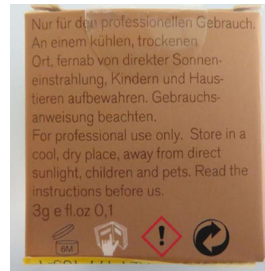 Nur für den professionellen Gebrauch.
An einem kühlen, trockenen
Ort, fernab von direkter Sonnen-
einstrahlung, Kindern und Haus-
tieren aufbewahren. Gebrauchs-
anweisung beachten.
For professional use only. Store in a
cool, dry place, away from direct
sunlight, children and pets. Read the
instructions before us.
3g e fl.oz 0,1
6M